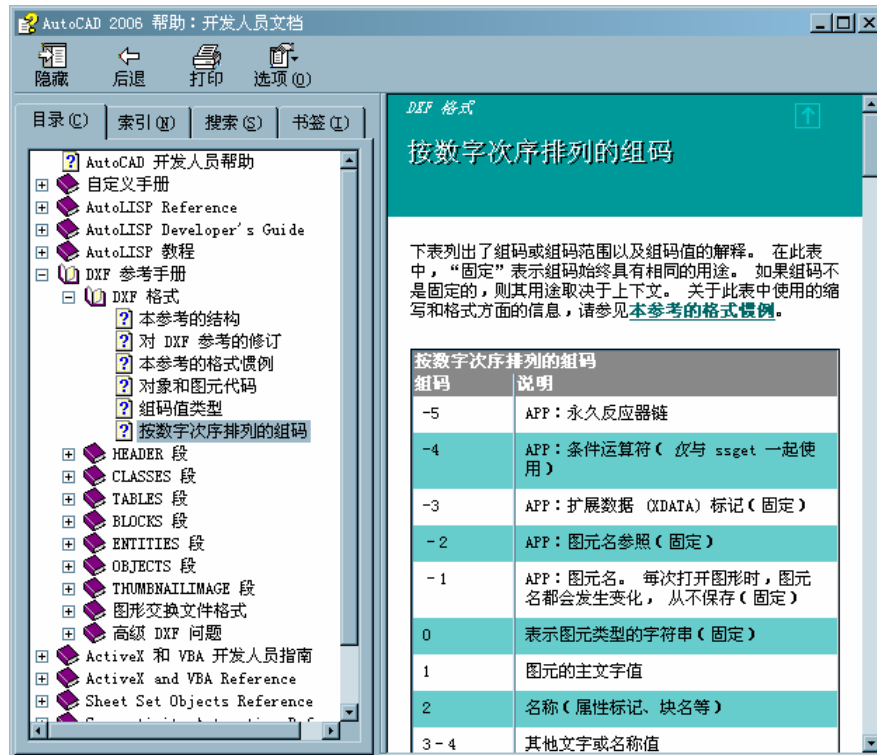 AutoCAD 2006 帮助：开发人员文档
隐藏 后退 打印 选项(O)
目录(C) 索引(N) 搜索(S) 书签(I)
AutoCAD 开发人员帮助
自定义手册
AutoLISP Reference
AutoLISP Developer's Guide
AutoLISP 教程
DXF 参考手册
DXF 格式
本参考的结构
对 DXF 参考的修订
本参考的格式惯例
对象和图元代码
组码值类型
按数字次序排列的组码
HEADER 段
CLASSES 段
TABLES 段
BLOCKS 段
ENTITIES 段
OBJECTS 段
THUMBNAILIMAGE 段
图形交换文件格式
高级 DXF 问题
ActiveX 和 VBA 开发人员指南
ActiveX and VBA Reference
Sheet Set Objects Reference
DXF 格式
按数字次序排列的组码
下表列出了组码或组码范围以及组码值的解释。 在此表
中，“固定”表示组码始终具有相同的用途。 如果组码不
是固定的，则其用途取决于上下文。 关于此表中使用的缩
写和格式方面的信息，请参见本参考的格式惯例。
按数字次序排列的组码
组码 说明
-5 APP：永久反应器链
-4 APP：条件运算符( 仅与 ssget 一起使
用)
-3 APP：扩展数据 (XDATA) 标记(固定)
-2 APP：图元名参照(固定)
-1 APP：图元名。 每次打开图形时，图元
名都会发生变化， 从不保存(固定)
0 表示图元类型的字符串(固定)
1 图元的主文字值
2 名称(属性标记、块名等)
3-4 其他文字或名称值